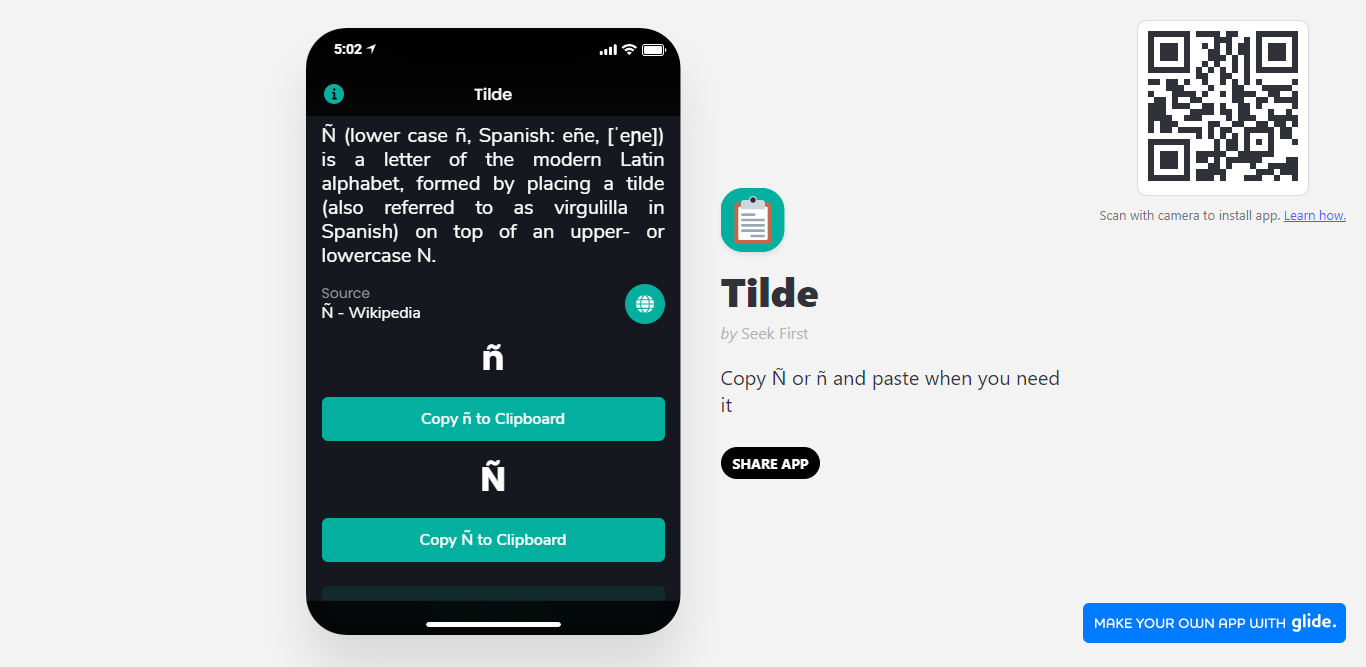 5:02
Tilde
Ñ (lower case ñ, Spanish: eñe, [ˈeɲe])
is a letter of the modern Latin
alphabet, formed by placing a tilde
(also referred to as virgulilla in
Spanish) on top of an upper- or
lowercase N.
Source
Ñ - Wikipedia
ñ
Copy ñ to Clipboard
Ñ
Copy Ñ to Clipboard
Tilde
by Seek First
Copy Ñ or ñ and paste when you need
it
SHARE APP
Scan with camera to install app. Learn how.
MAKE YOUR OWN APP WITH glide.